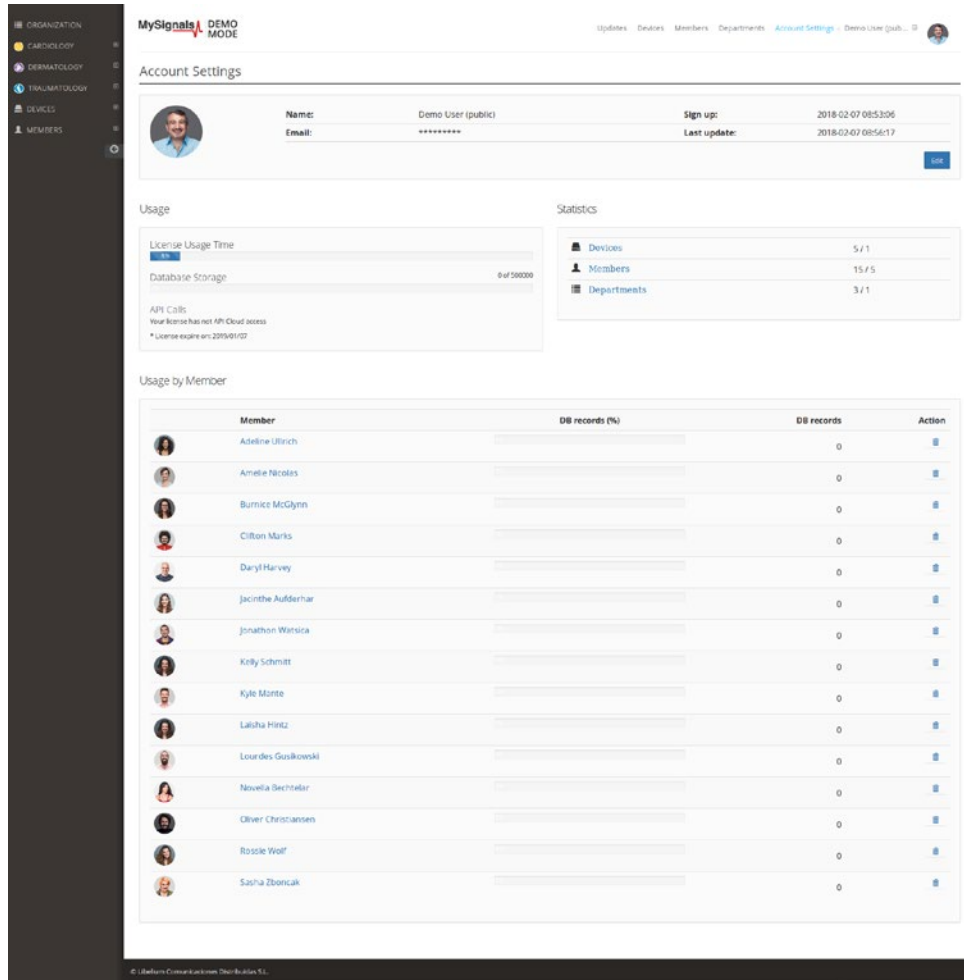 ORGANIZATION
CARDIOLOGY
DERMATOLOGY
TRAUMATOLOGY
DEVICES
MEMBERS
MySignals DEMO MODE
Updates Devices Members Departments Account Settings - Demo User (pub...
Account Settings
Name: Demo User (public) Sign up: 2018-02-07 08:53:06
Email: ********* Last update: 2018-02-07 08:56:17
Edit
Usage
License Usage Time
Database Storage 0 of 500000
API Calls
Your license has not API Cloud access
* License expire on: 2019/01/07
Statistics
Devices 5 / 1
Members 15 / 5
Departments 3 / 1
Usage by Member
Member DB records (%) DB records Action
Adeline Ullrich 0
Amelie Nicolas 0
Burnice McGlynn 0
Clifton Marks 0
Daryl Harvey 0
Jacinthe Aufderhar 0
Jonathon Watsica 0
Kelly Schmitt 0
Kyle Mante 0
Laisha Hintz 0
Lourdes Gusikowski 0
Novella Bechtelar 0
Oliver Christiansen 0
Rossie Wolf 0
Sasha Zboncak 0
© Libelium Comunicaciones Distribuidas S.L.